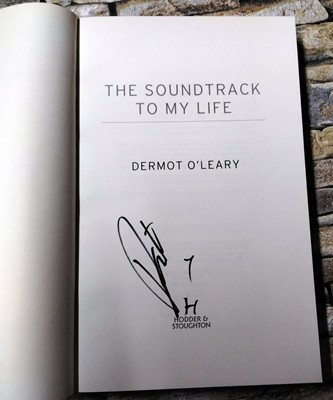 THE SOUNDTRACK
TO MY LIFE
DERMOT O'LEARY
HODDER &
STOUGHTON